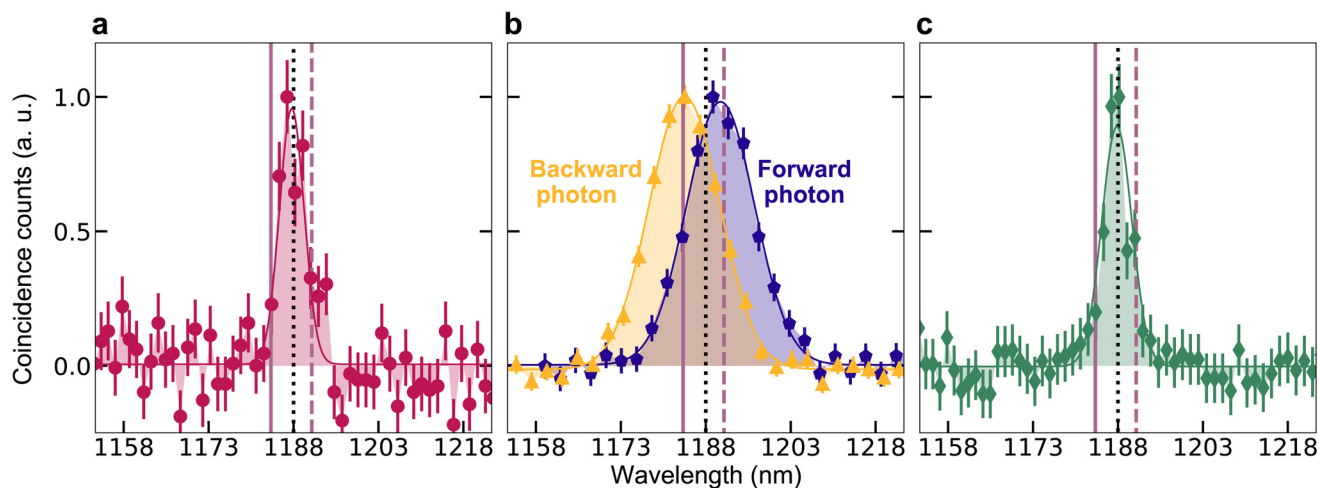 a
b
c
Coincidence counts (a. u.)
1.0
0.5
0.0
Backward
photon
Forward
photon
1158 1173 1188 1203 1218
1158 1173 1188 1203 1218
1158 1173 1188 1203 1218
Wavelength (nm)